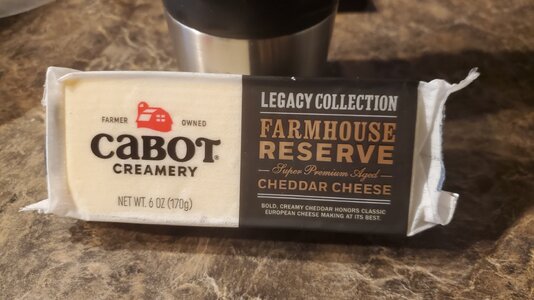 FARMER OWNED
CABOT®
CREAMERY
NET WT. 6 OZ (170g)
LEGACY COLLECTION
FARMHOUSE
RESERVE
Super Premium Aged
CHEDDAR CHEESE
BOLD, CREAMY CHEDDAR HONORS CLASSIC
EUROPEAN CHEESE MAKING AT ITS BEST.